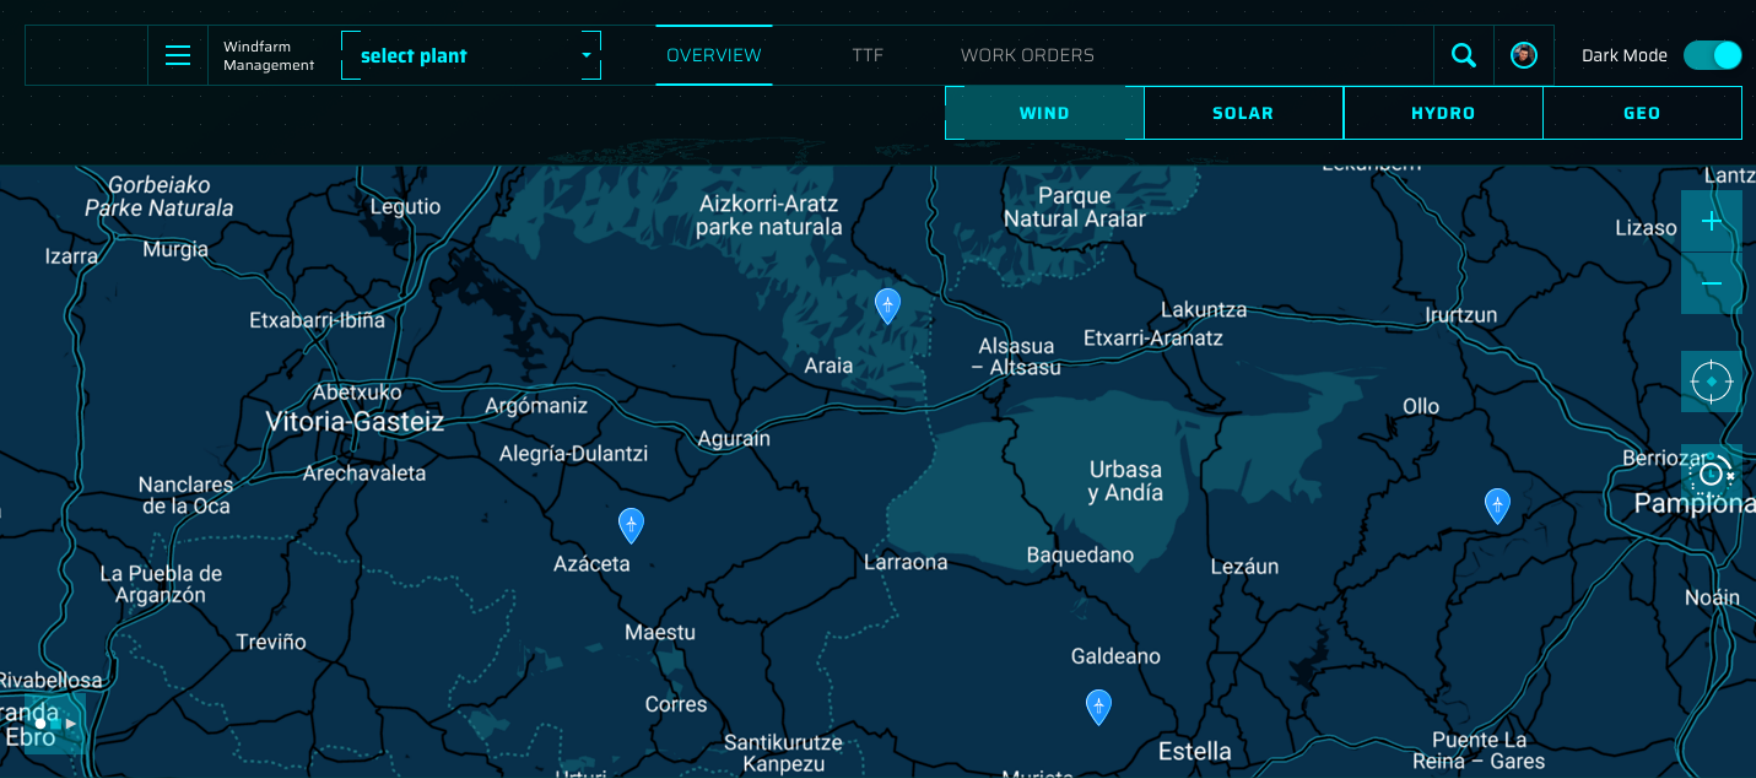 Windfarm
Management
select plant
OVERVIEW
TTF
WORK ORDERS
Dark Mode
WIND
SOLAR
HYDRO
GEO
Gorbeiako
Parke Naturala
Legutio
Aizkorri-Aratz
parke naturala
Parque
Natural Aralar
Lantz
Lizaso
Izarra
Murgia
Etxabarri-Ibiña
Lakuntza
Irurtzun
Etxarri-Aranatz
Alsasua
– Altsasu
Araia
Abetxuko
Vitoria-Gasteiz
Argómaniz
Ollo
Agurain
Alegría-Dulantzi
Arechavaleta
Urbasa
y Andía
Berriozar
Pamplona
Nanclares
de la Oca
Azáceta
Larraona
Baquedano
Lezáun
La Puebla de
Arganzón
Noáin
Treviño
Maestu
Galdeano
Rivabellosa
randa
Ebro
Corres
Santikurutze
Kanpezu
Estella
Puente La
Reina – Gares